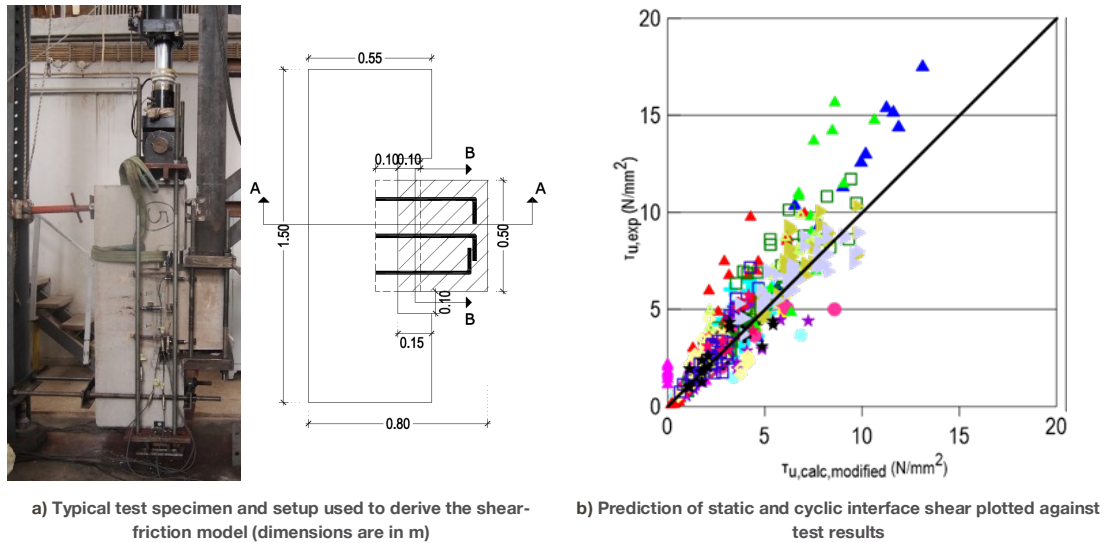 0.55
0.10
0.10
B
A
A
1.50
0.50
0.10
B
0.15
0.80
5
20
15
10
5
0
τu,exp (N/mm²)
0
5
10
15
20
τu,calc,modified (N/mm²)
a) Typical test specimen and setup used to derive the shear-
friction model (dimensions are in m)
b) Prediction of static and cyclic interface shear plotted against
test results